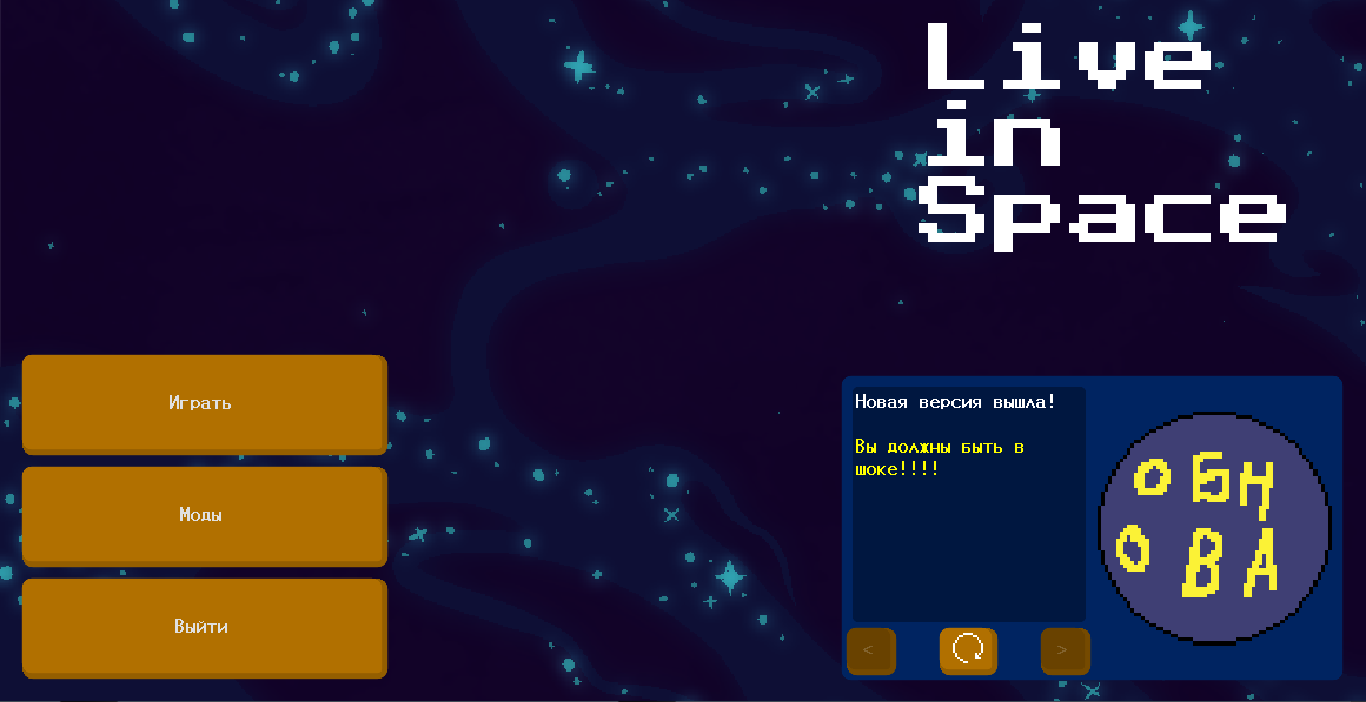 Live
in
Space
Играть
Моды
Выйти
Новая версия вышла!
Вы должны быть в
шоке!!!!
< >
ОБН
ОВА